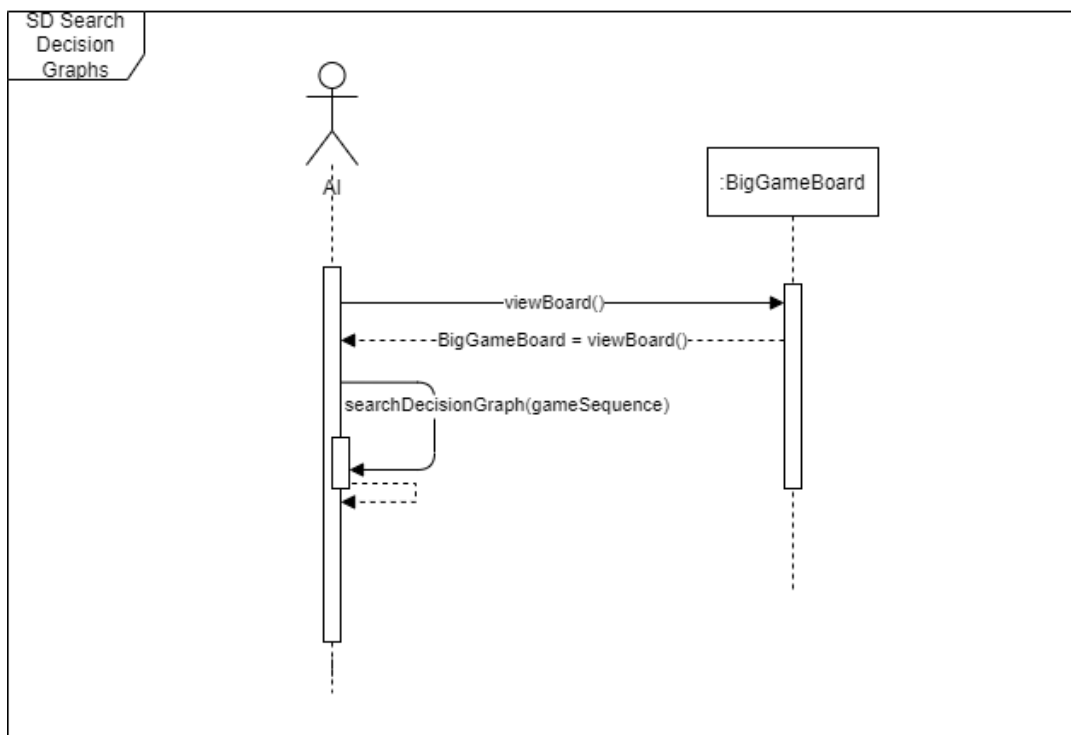 SD Search
Decision
Graphs
AI
:BigGameBoard
viewBoard()
BigGameBoard = viewBoard()
searchDecisionGraph(gameSequence)